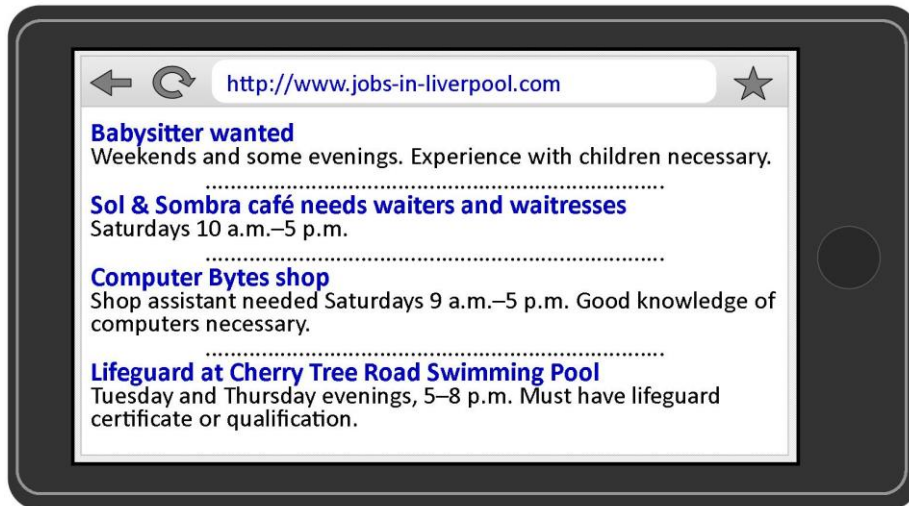 http://www.jobs-in-liverpool.com
Babysitter wanted
Weekends and some evenings. Experience with children necessary.
Sol & Sombra café needs waiters and waitresses
Saturdays 10 a.m.–5 p.m.
Computer Bytes shop
Shop assistant needed Saturdays 9 a.m.–5 p.m. Good knowledge of
computers necessary.
Lifeguard at Cherry Tree Road Swimming Pool
Tuesday and Thursday evenings, 5–8 p.m. Must have lifeguard
certificate or qualification.